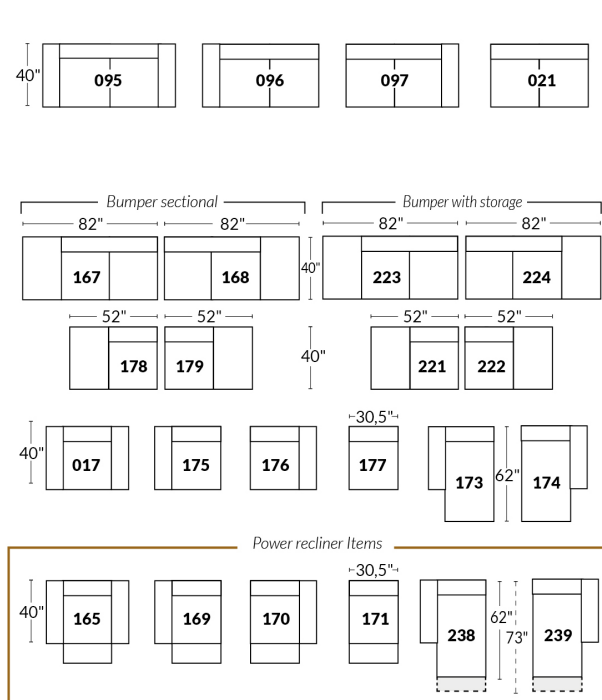 40" 095 096 097 021
Bumper sectional Bumper with storage
82" 82" 82" 82"
167 168 40" 223 224
52" 52" 52" 52"
178 179 40" 221 222
30,5"
40" 017 175 176 177 173 62" 174
Power recliner Items
30,5"
40" 165 169 170 171 238 62" 73" 239